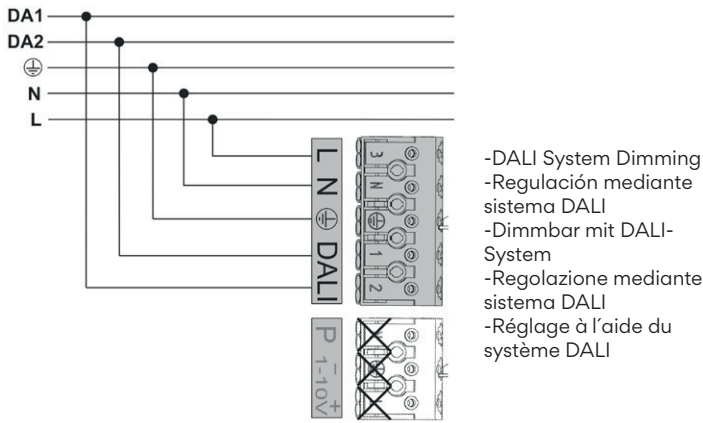 DA1
DA2
N
L
L N ⏚ DALI
3
N
1
2
P 1-10V - +
-DALI System Dimming
-Regulación mediante
sistema DALI
-Dimmbar mit DALI-
System
-Regolazione mediante
sistema DALI
-Réglage à l´aide du
système DALI